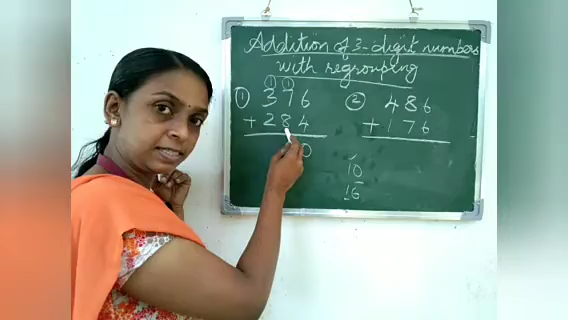 Addition of 3-digit numbers
with regrouping
① ①
① 376 ② 486
+ 284 + 176
0
10
16